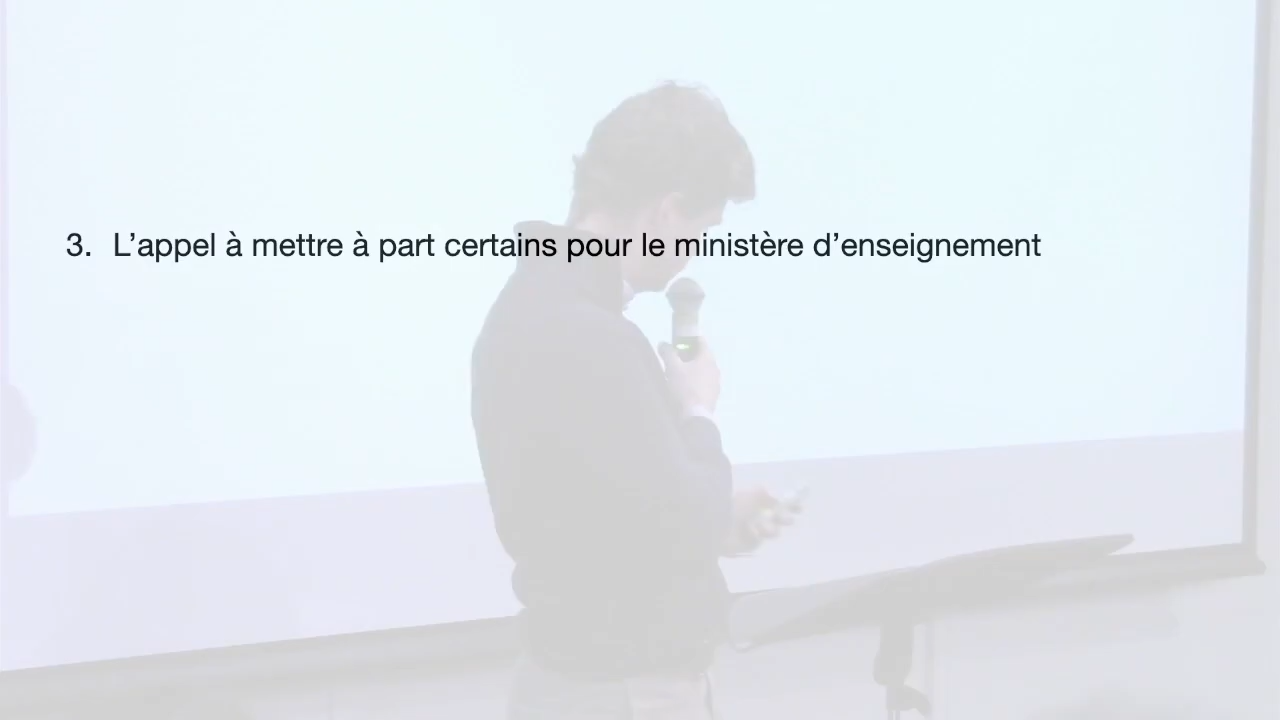 3. L’appel à mettre à part certains pour le ministère d’enseignement